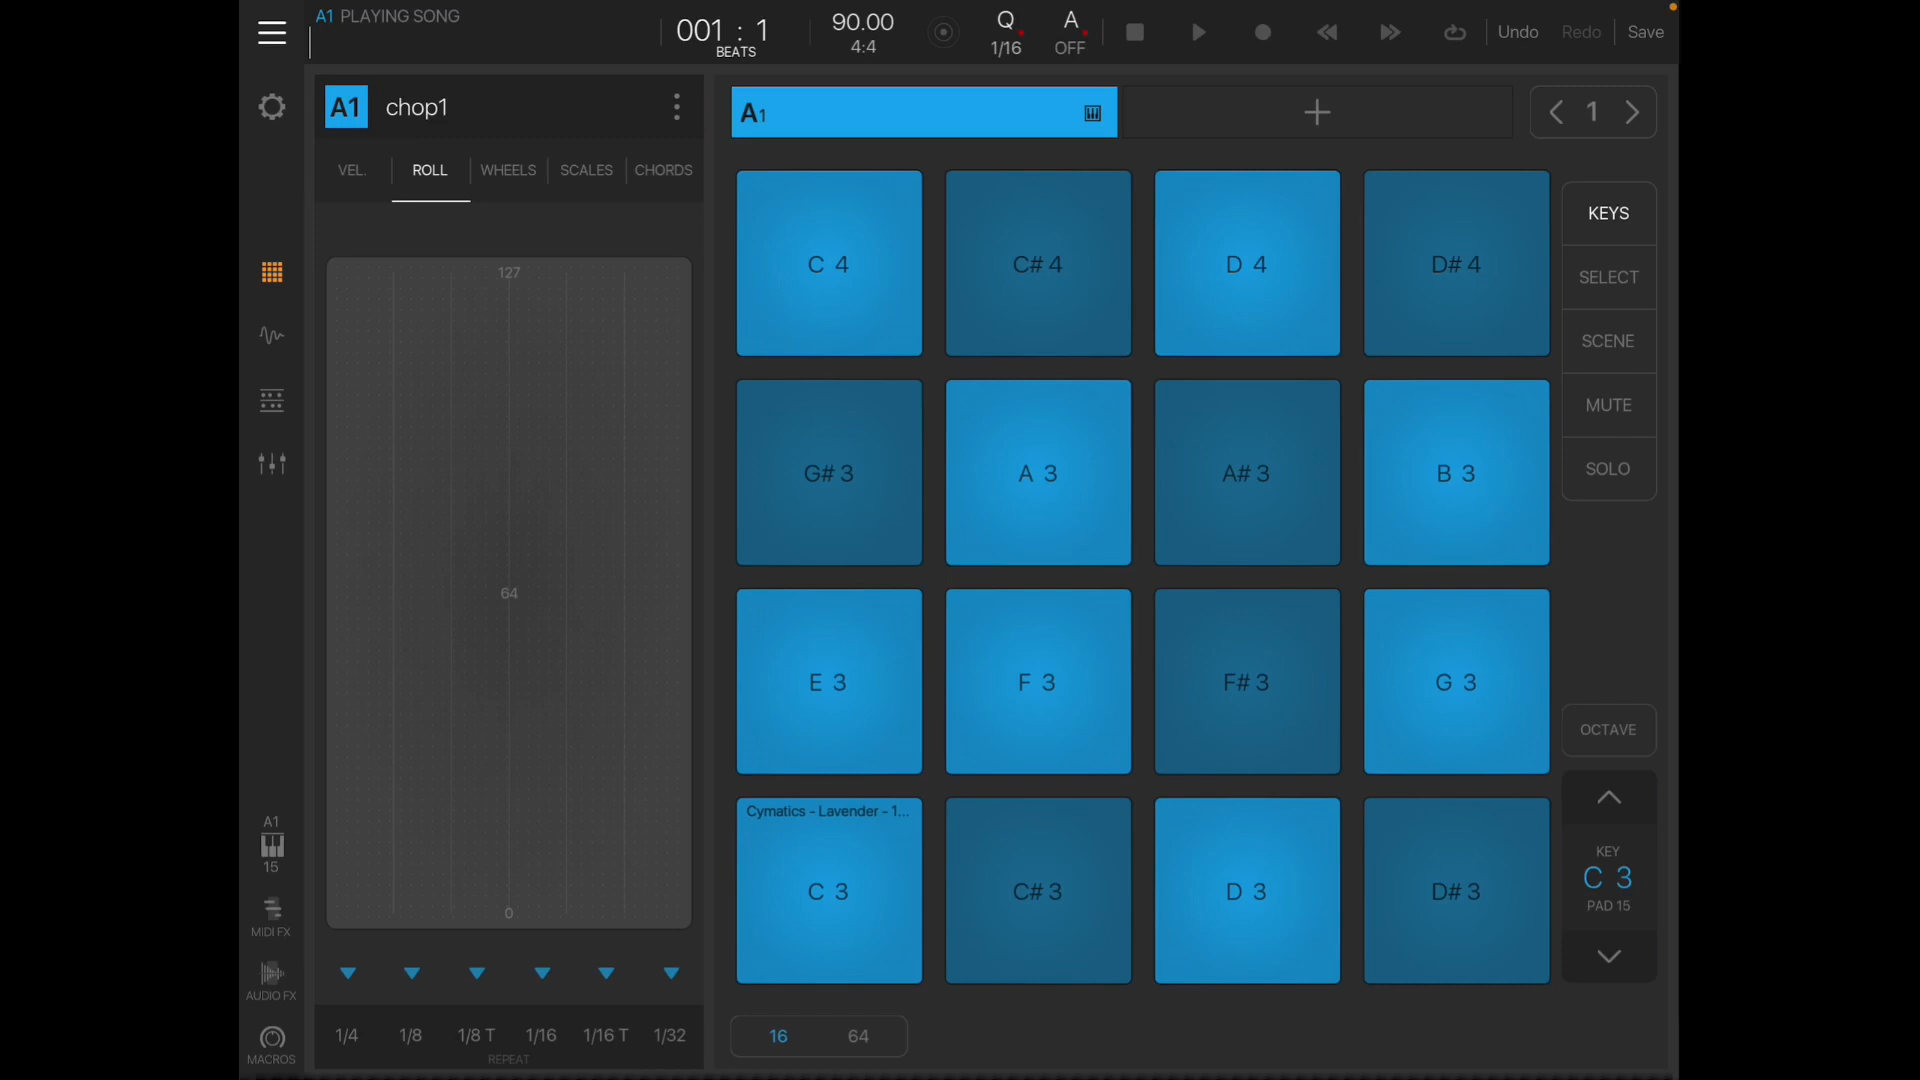 A1 PLAYING SONG
001 : 1
BEATS
90.00
4:4
Q
1/16
A
OFF
Undo
Redo
Save
A1
chop1
VEL.
ROLL
WHEELS
SCALES
CHORDS
127
64
0
1/4
1/8
1/8 T
1/16
1/16 T
1/32
REPEAT
A1
15
MIDI FX
AUDIO FX
MACROS
A1
1
C 4
C# 4
D 4
D# 4
G# 3
A 3
A# 3
B 3
E 3
F 3
F# 3
G 3
Cymatics - Lavender - 1...
C 3
C# 3
D 3
D# 3
16
64
KEYS
SELECT
SCENE
MUTE
SOLO
OCTAVE
KEY
C 3
PAD 15